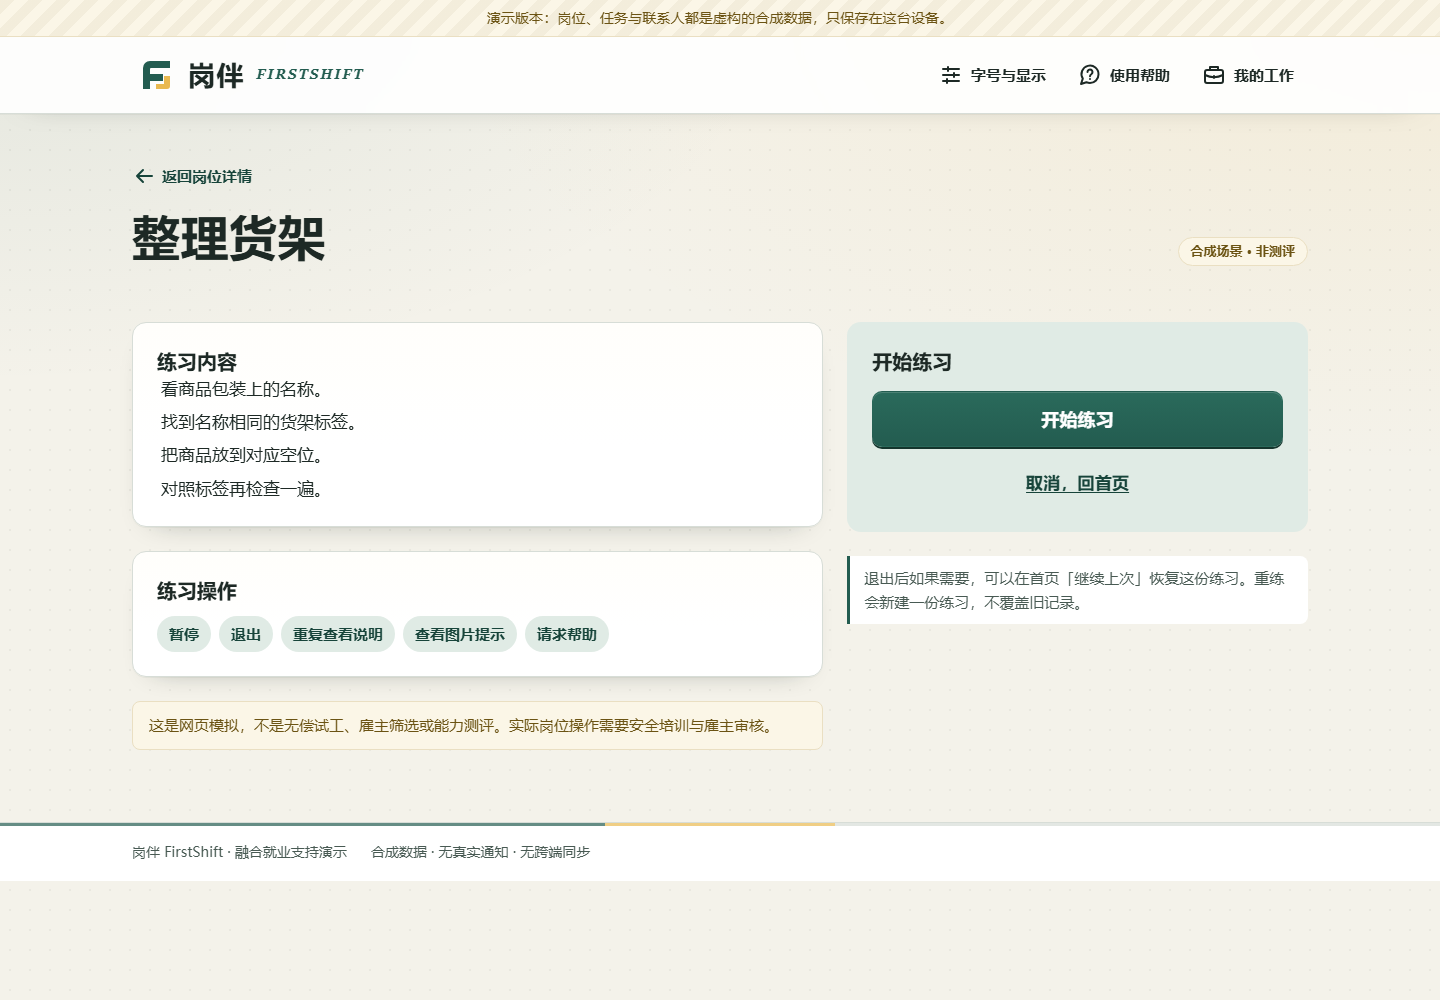 演示版本：岗位、任务与联系人都是虚构的合成数据，只保存在这台设备。
岗伴 FIRSTSHIFT
字号与显示
使用帮助
我的工作
返回岗位详情
整理货架
合成场景 • 非测评
练习内容
看商品包装上的名称。
找到名称相同的货架标签。
把商品放到对应空位。
对照标签再检查一遍。
开始练习
开始练习
取消，回首页
退出后如果需要，可以在首页「继续上次」恢复这份练习。重练
会新建一份练习，不覆盖旧记录。
练习操作
暂停
退出
重复查看说明
查看图片提示
请求帮助
这是网页模拟，不是无偿试工、雇主筛选或能力测评。实际岗位操作需要安全培训与雇主审核。
岗伴 FirstShift · 融合就业支持演示
合成数据 · 无真实通知 · 无跨端同步